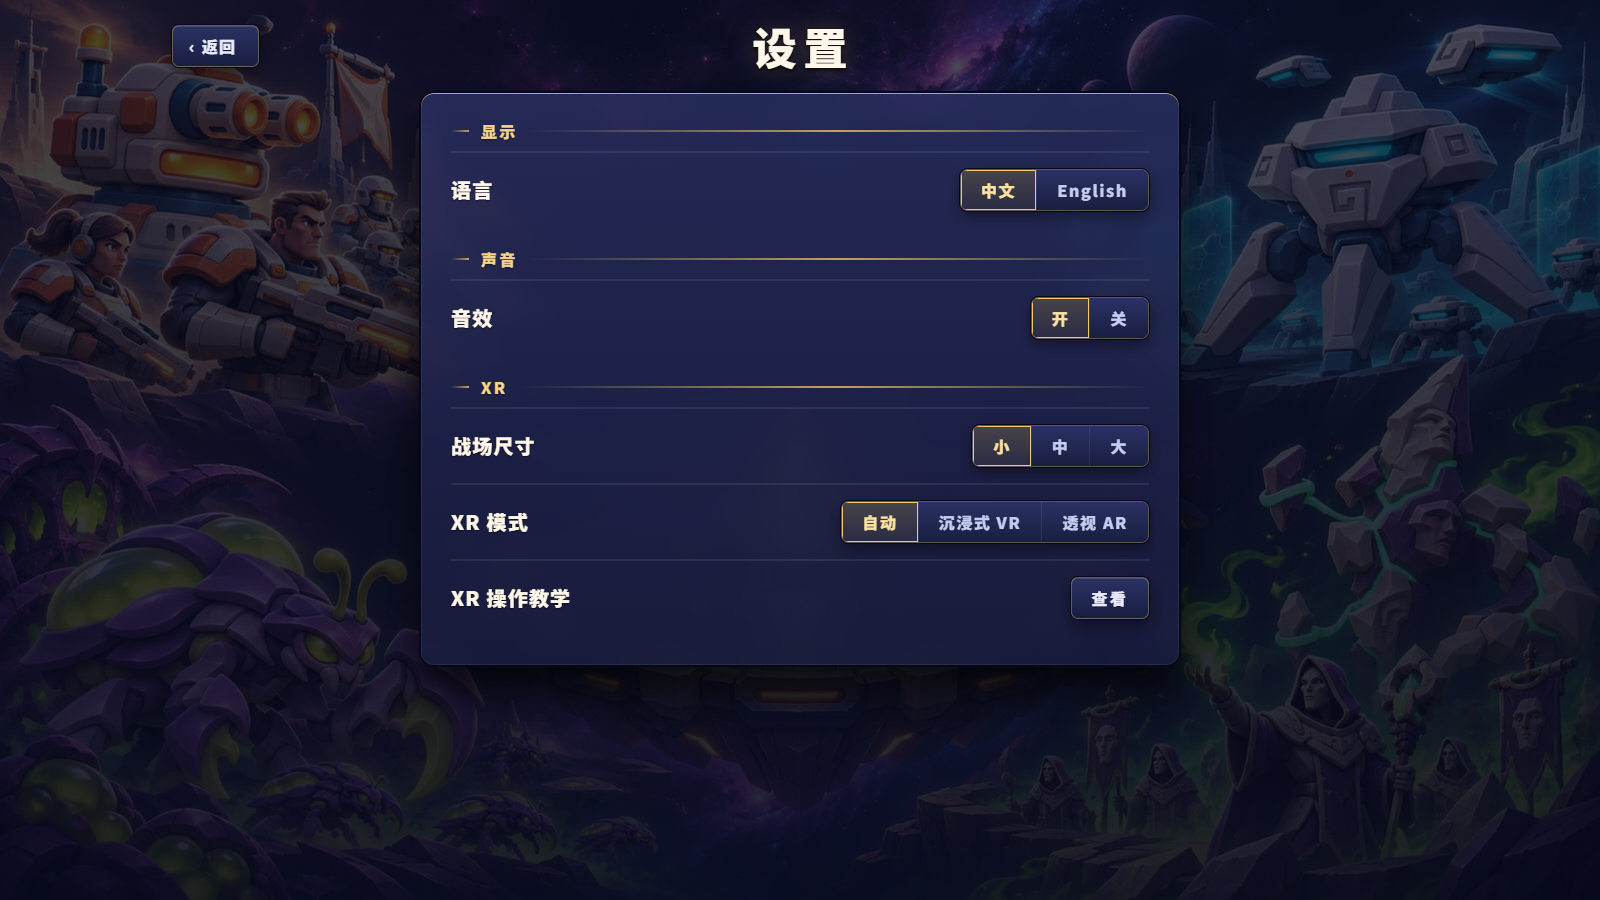 ‹ 返回
设置
显示
语言
中文 English
声音
音效
开 关
XR
战场尺寸
小 中 大
XR 模式
自动 沉浸式 VR 透视 AR
XR 操作教学
查看